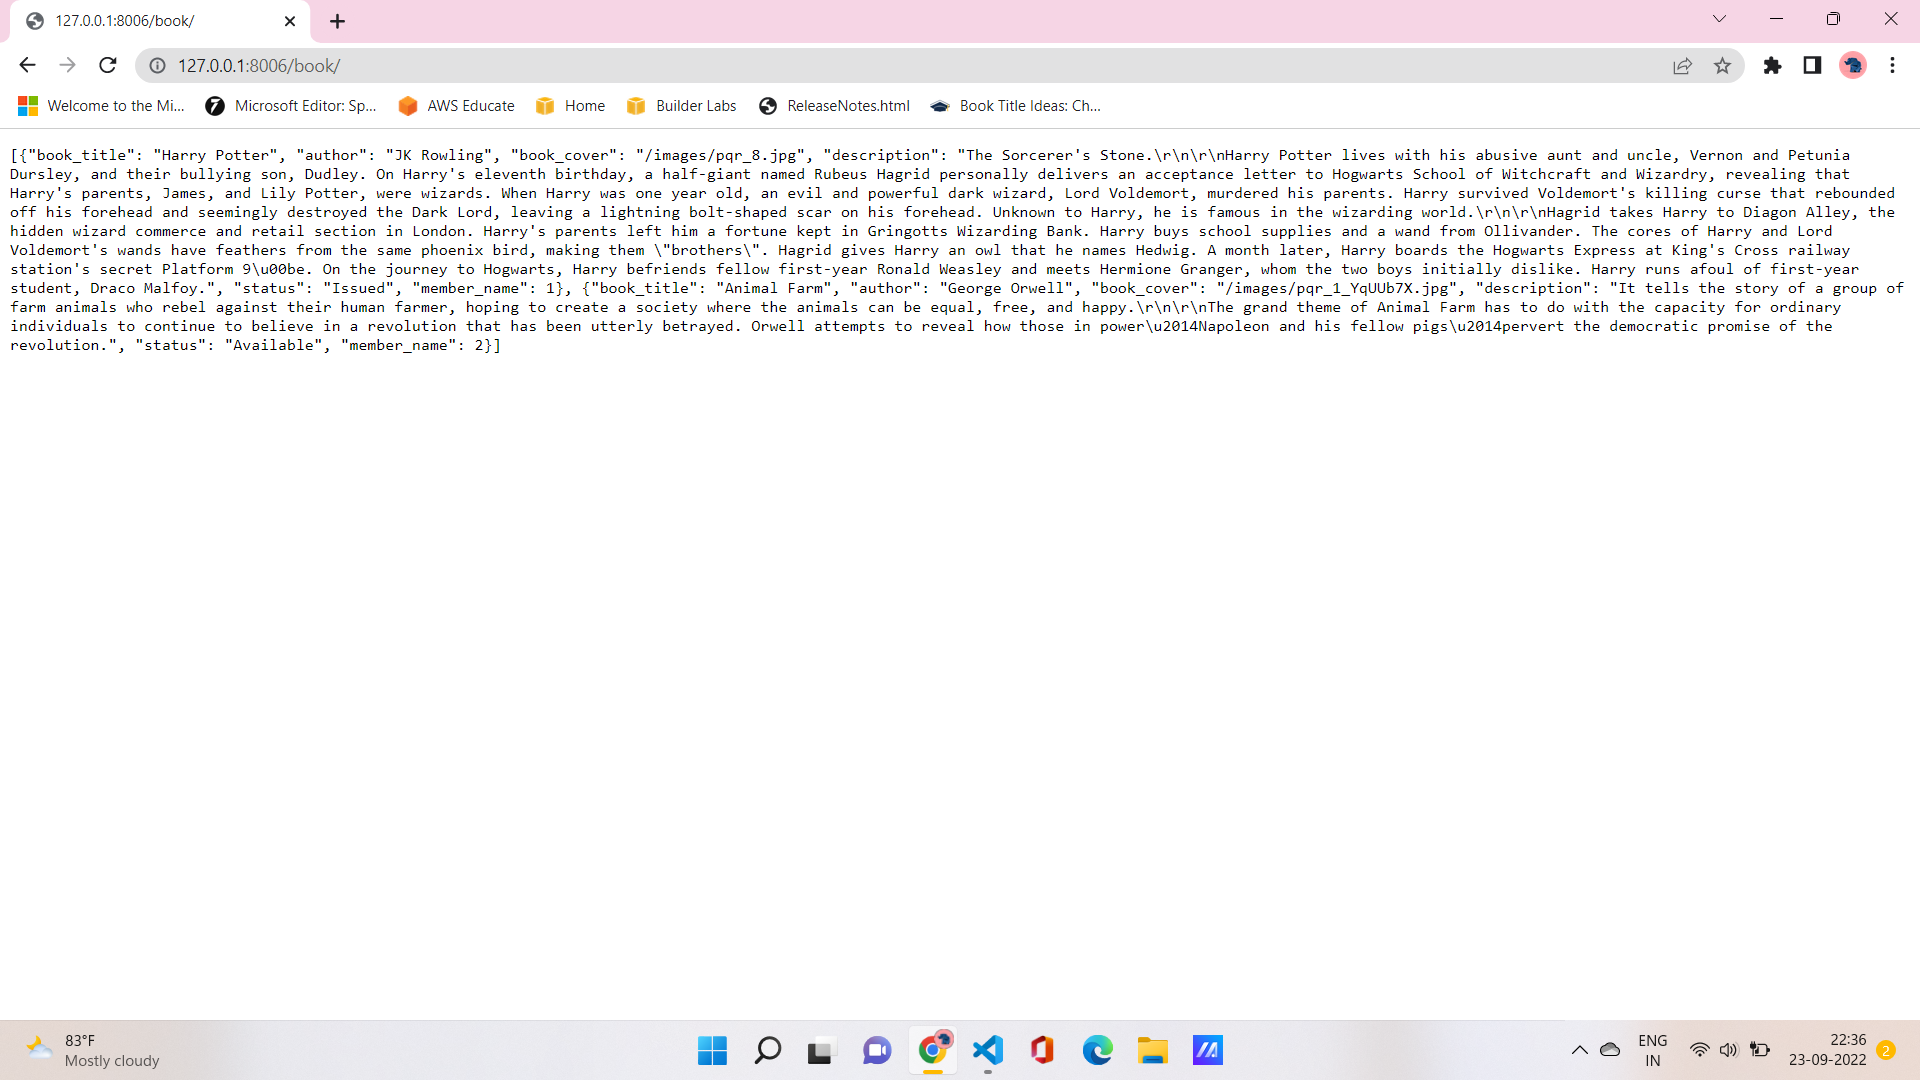 127.0.0.1:8006/book/
127.0.0.1:8006/book/
Welcome to the Mi... Microsoft Editor: Sp... AWS Educate Home Builder Labs ReleaseNotes.html Book Title Ideas: Ch...
[{"book_title": "Harry Potter", "author": "JK Rowling", "book_cover": "/images/pqr_8.jpg", "description": "The Sorcerer's Stone.\r\n\r\nHarry Potter lives with his abusive aunt and uncle, Vernon and Petunia
Dursley, and their bullying son, Dudley. On Harry's eleventh birthday, a half-giant named Rubeus Hagrid personally delivers an acceptance letter to Hogwarts School of Witchcraft and Wizardry, revealing that
Harry's parents, James, and Lily Potter, were wizards. When Harry was one year old, an evil and powerful dark wizard, Lord Voldemort, murdered his parents. Harry survived Voldemort's killing curse that rebounded
off his forehead and seemingly destroyed the Dark Lord, leaving a lightning bolt-shaped scar on his forehead. Unknown to Harry, he is famous in the wizarding world.\r\n\r\nHagrid takes Harry to Diagon Alley, the
hidden wizard commerce and retail section in London. Harry's parents left him a fortune kept in Gringotts Wizarding Bank. Harry buys school supplies and a wand from Ollivander. The cores of Harry and Lord
Voldemort's wands have feathers from the same phoenix bird, making them \"brothers\". Hagrid gives Harry an owl that he names Hedwig. A month later, Harry boards the Hogwarts Express at King's Cross railway
station's secret Platform 9\u00be. On the journey to Hogwarts, Harry befriends fellow first-year Ronald Weasley and meets Hermione Granger, whom the two boys initially dislike. Harry runs afoul of first-year
student, Draco Malfoy.", "status": "Issued", "member_name": 1}, {"book_title": "Animal Farm", "author": "George Orwell", "book_cover": "/images/pqr_1_YqUUb7X.jpg", "description": "It tells the story of a group of
farm animals who rebel against their human farmer, hoping to create a society where the animals can be equal, free, and happy.\r\n\r\nThe grand theme of Animal Farm has to do with the capacity for ordinary
individuals to continue to believe in a revolution that has been utterly betrayed. Orwell attempts to reveal how those in power\u2014Napoleon and his fellow pigs\u2014pervert the democratic promise of the
revolution.", "status": "Available", "member_name": 2}]
83°F
Mostly cloudy
ENG
IN
22:36
23-09-2022
2